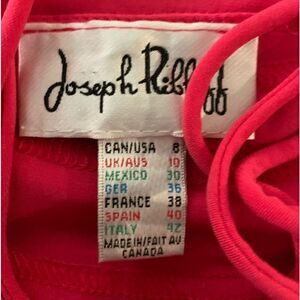 Joseph Ribkoff
CAN/USA 8
UK/AUS 10
MEXICO 30
GER 36
FRANCE 38
SPAIN 40
ITALY 42
MADE IN/FAIT AU
CANADA